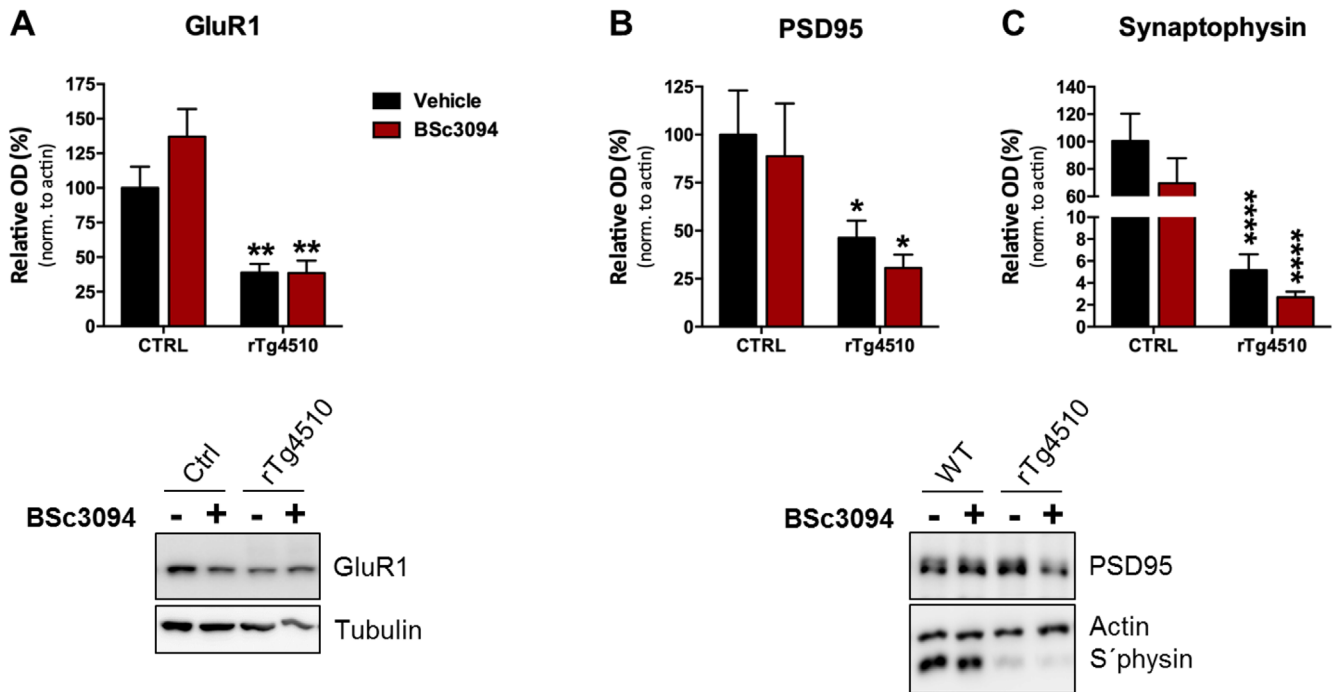 A
GluR1
Relative OD (%)
(norm. to actin)
175
150
125
100
75
50
25
0
** **
CTRL
rTg4510
Vehicle
BSc3094
B
PSD95
Relative OD (%)
(norm. to actin)
125
100
75
50
25
0
*
*
CTRL
rTg4510
C
Synaptophysin
Relative OD (%)
(norm. to actin)
140
120
100
80
60
10
8
6
4
2
0
****
****
CTRL
rTg4510
Ctrl
rTg4510
BSc3094
- + - +
GluR1
Tubulin
WT
rTg4510
BSc3094
- + - +
PSD95
Actin
S´physin